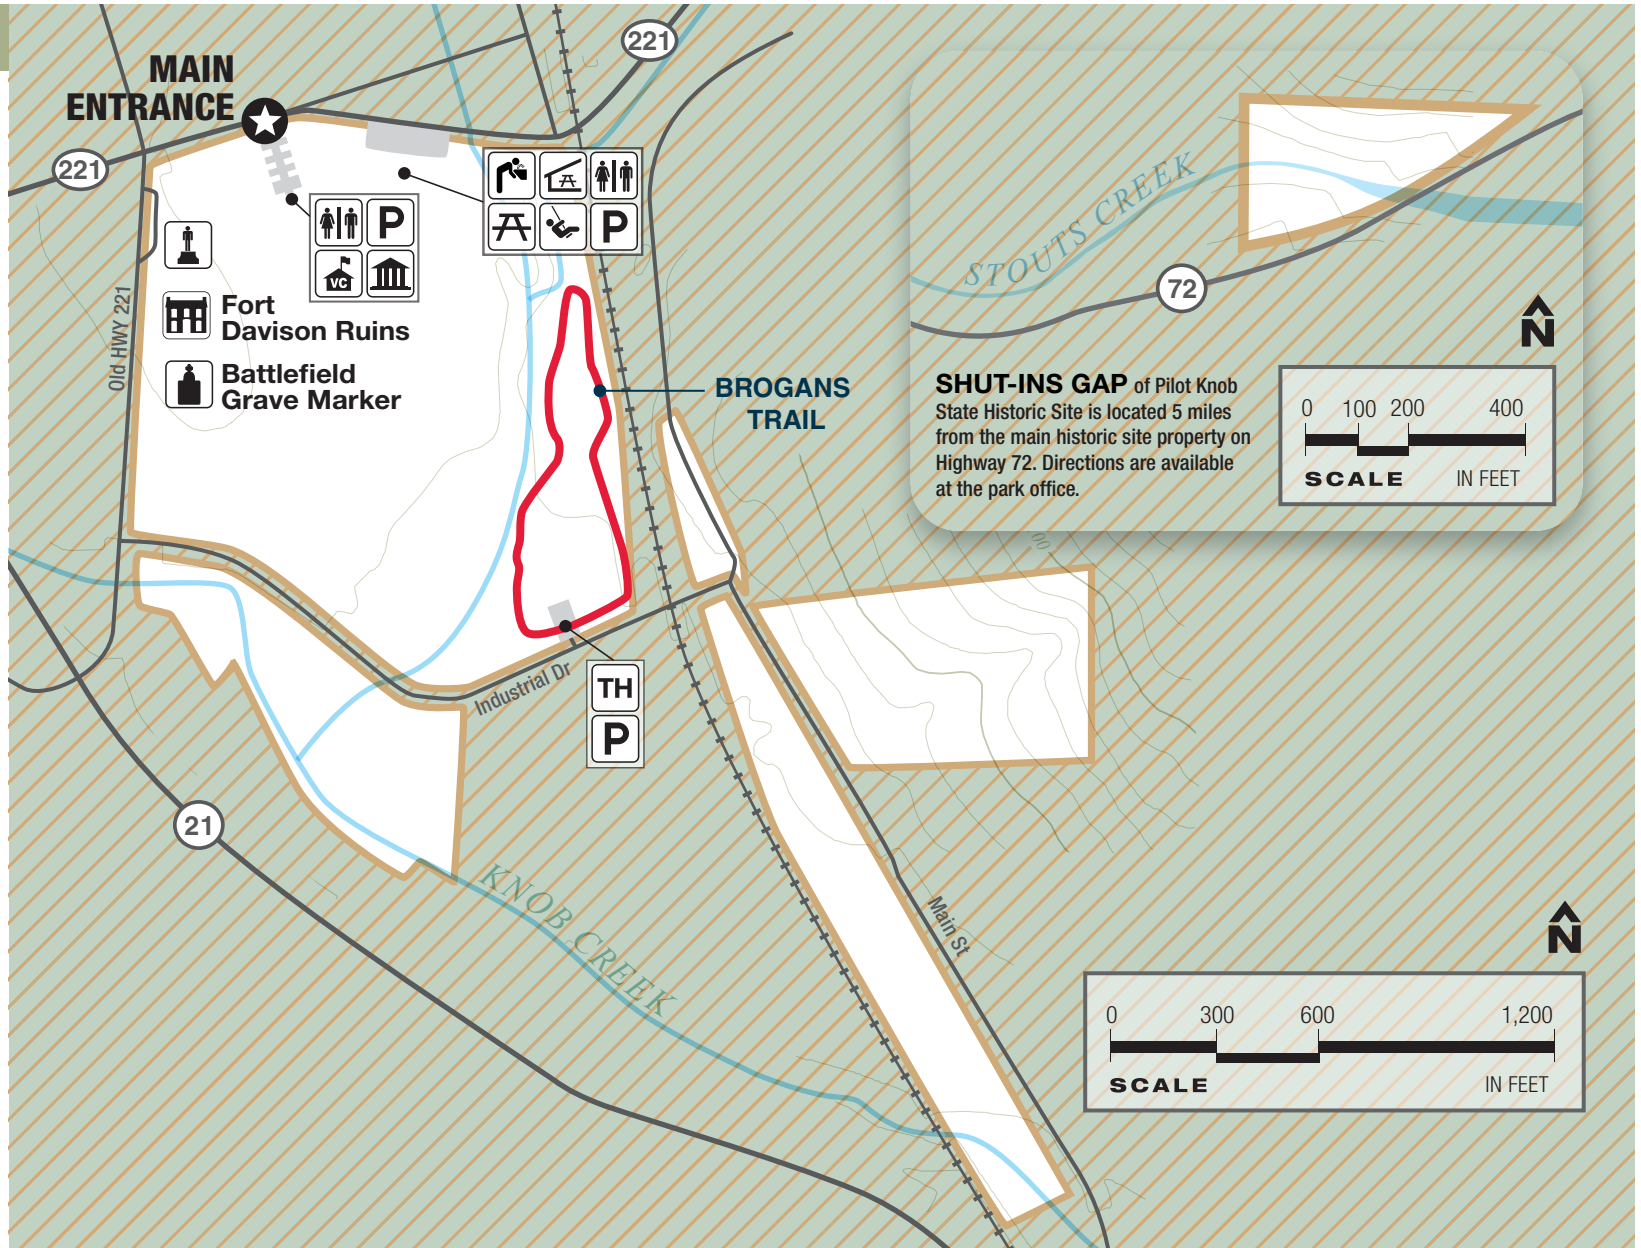 221
MAIN
ENTRANCE
221
P
VC
P
Old HWY 221
Fort
Davison Ruins
Battlefield
Grave Marker
BROGANS
TRAIL
Industrial Dr
TH
P
21
KNOB CREEK
Main St
STOUTS CREEK
72
N
SHUT-INS GAP of Pilot Knob
State Historic Site is located 5 miles
from the main historic site property on
Highway 72. Directions are available
at the park office.
0 100 200 400
SCALE IN FEET
00
N
0 300 600 1,200
SCALE IN FEET